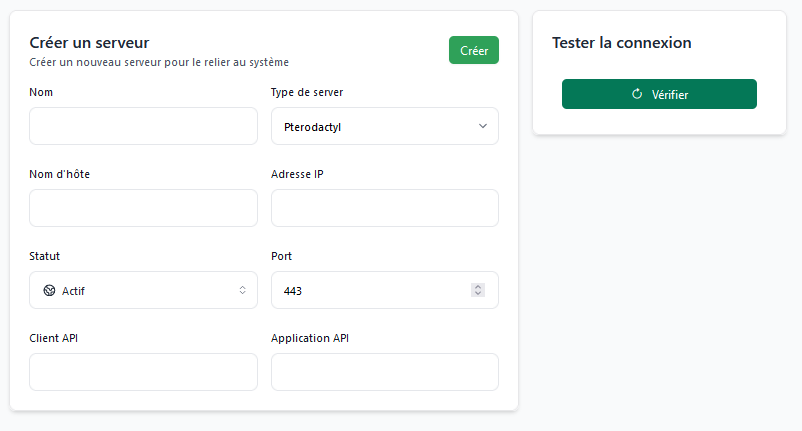 Créer un serveur
Créer un nouveau serveur pour le relier au système
Créer
Nom
Type de server
Pterodactyl
Nom d'hôte
Adresse IP
Statut
Port
Actif
443
Client API
Application API
Tester la connexion
Vérifier